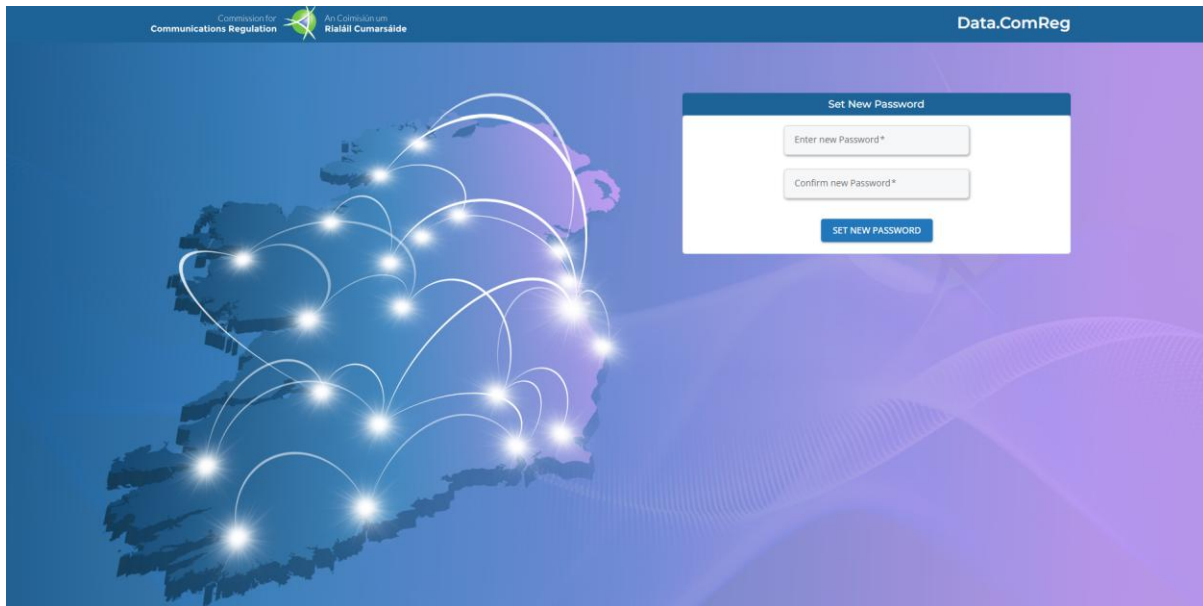 Commission for
Communications Regulation
An Coimisiún um
Rialáil Cumarsáide
Data.ComReg
Set New Password
Enter new Password*
Confirm new Password*
SET NEW PASSWORD